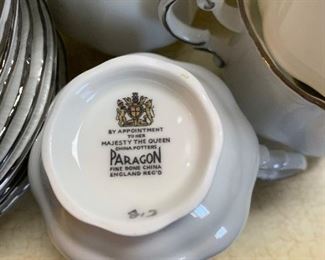 BY APPOINTMENT
TO HER
MAJESTY THE QUEEN
CHINA POTTERS
PARAGON
FINE BONE CHINA
ENGLAND REG'D